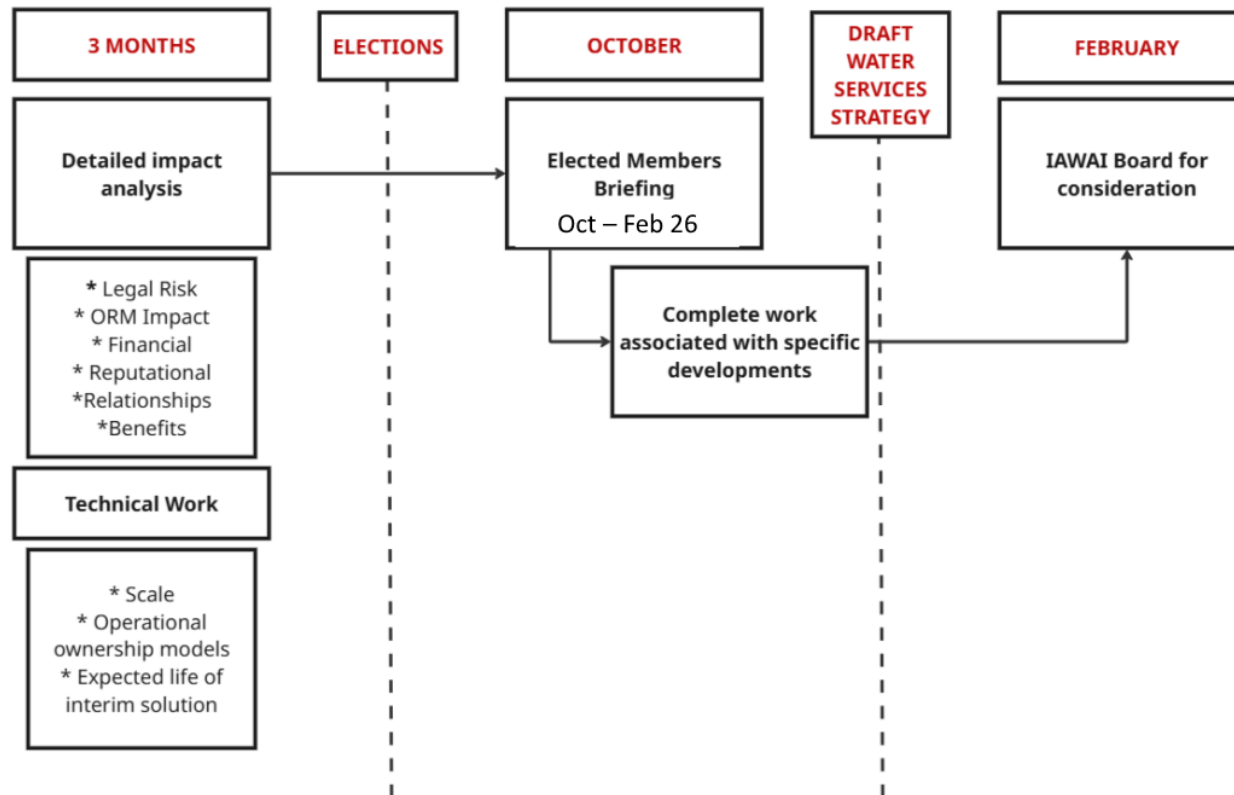 3 MONTHS
ELECTIONS
OCTOBER
DRAFT
WATER
SERVICES
STRATEGY
FEBRUARY
Detailed impact
analysis
Elected Members
Briefing
Oct – Feb 26
IAWAI Board for
consideration
* Legal Risk
* ORM Impact
* Financial
* Reputational
*Relationships
*Benefits
Complete work
associated with specific
developments
Technical Work
* Scale
* Operational
ownership models
* Expected life of
interim solution